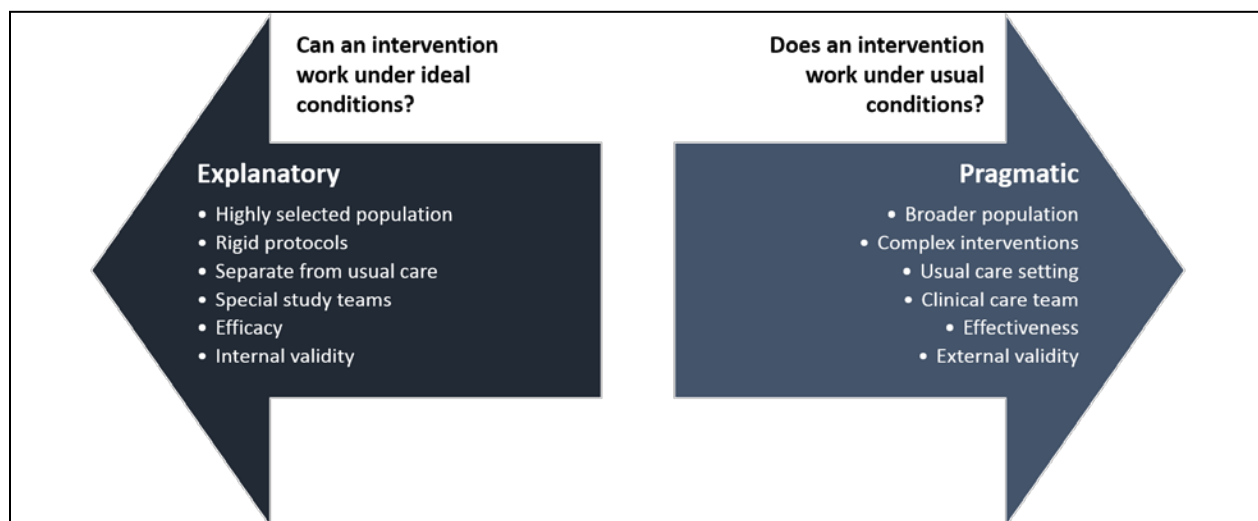 Can an intervention
work under ideal
conditions?
Explanatory
• Highly selected population
• Rigid protocols
• Separate from usual care
• Special study teams
• Efficacy
• Internal validity
Does an intervention
work under usual
conditions?
Pragmatic
• Broader population
• Complex interventions
• Usual care setting
• Clinical care team
• Effectiveness
• External validity